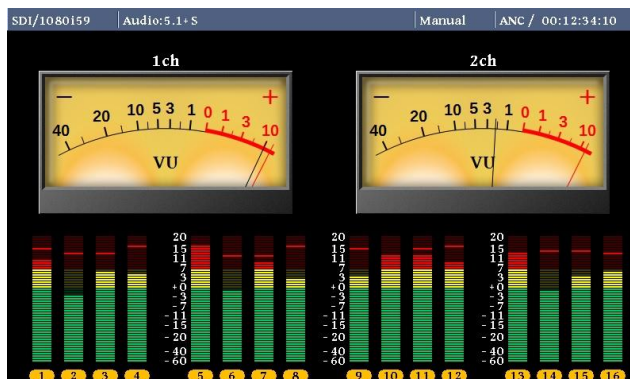 SDI/1080i59 Audio:5.1+S Manual ANC / 00:12:34:10
1ch 2ch
− +
40 20 10 5 3 1 0 1 3 10
VU
− +
40 20 10 5 3 1 0 1 3 10
VU
20 20 20
15 15 15
11 11 11
7 7 7
3 3 3
+0 +0 +0
-3 -3 -3
-7 -7 -7
-11 -11 -11
-15 -15 -15
-20 -20 -20
-40 -40 -40
-60 -60 -60
1 2 3 4 5 6 7 8 9 10 11 12 13 14 15 16